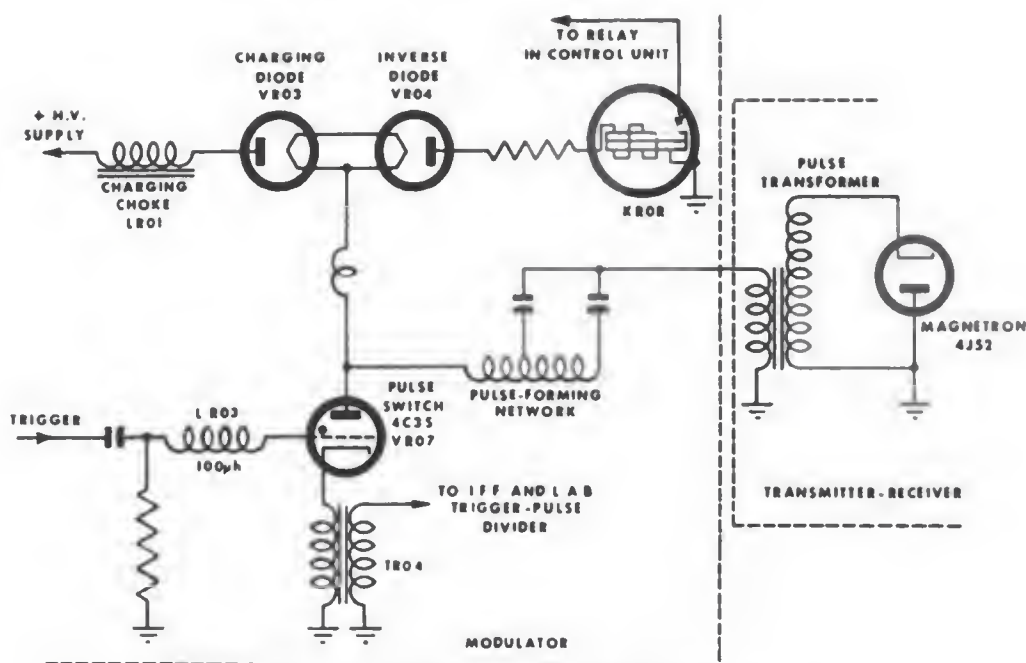 TO RELAY
IN CONTROL UNIT
CHARGING
DIODE
VR03
INVERSE
DIODE
VR04
+ H.V.
SUPPLY
CHARGING
CHOKE
LR01
KR0R
PULSE
TRANSFORMER
MAGNETRON
4J52
PULSE-FORMING
NETWORK
PULSE
SWITCH
4C35
VR07
TRIGGER
LR03
100μh
TO IFF AND LAB
TRIGGER-PULSE
DIVIDER
TR04
TRANSMITTER-RECEIVER
MODULATOR